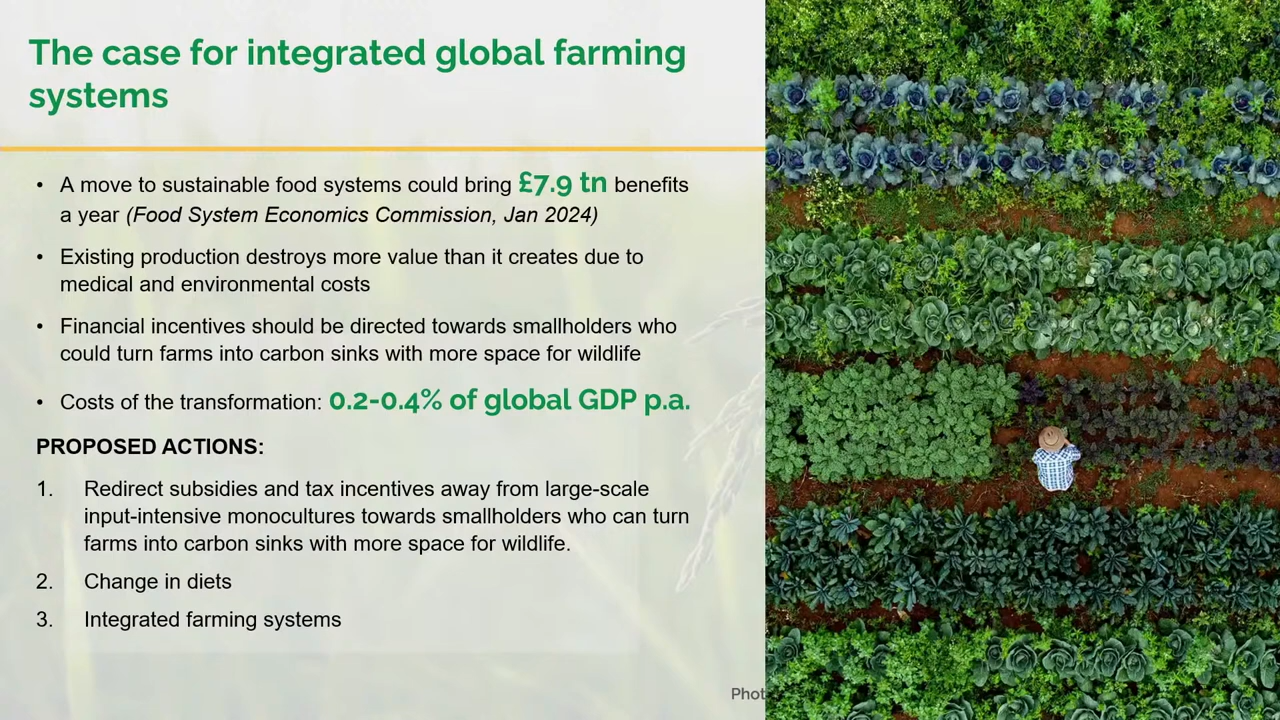 The case for integrated global farming
systems
• A move to sustainable food systems could bring £7.9 tn benefits
a year (Food System Economics Commission, Jan 2024)
• Existing production destroys more value than it creates due to
medical and environmental costs
• Financial incentives should be directed towards smallholders who
could turn farms into carbon sinks with more space for wildlife
• Costs of the transformation: 0.2-0.4% of global GDP p.a.
PROPOSED ACTIONS:
1. Redirect subsidies and tax incentives away from large-scale
input-intensive monocultures towards smallholders who can turn
farms into carbon sinks with more space for wildlife.
2. Change in diets
3. Integrated farming systems